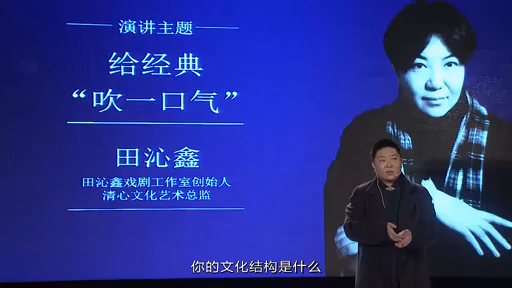 演讲主题
给经典
“吹一口气”
田沁鑫
田沁鑫戏剧工作室创始人
清心文化艺术总监
你的文化结构是什么